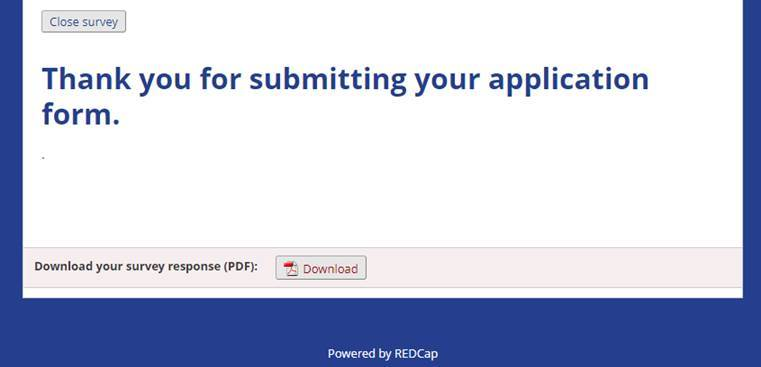 Close survey
Thank you for submitting your application
form.
.
Download your survey response (PDF): Download
Powered by REDCap